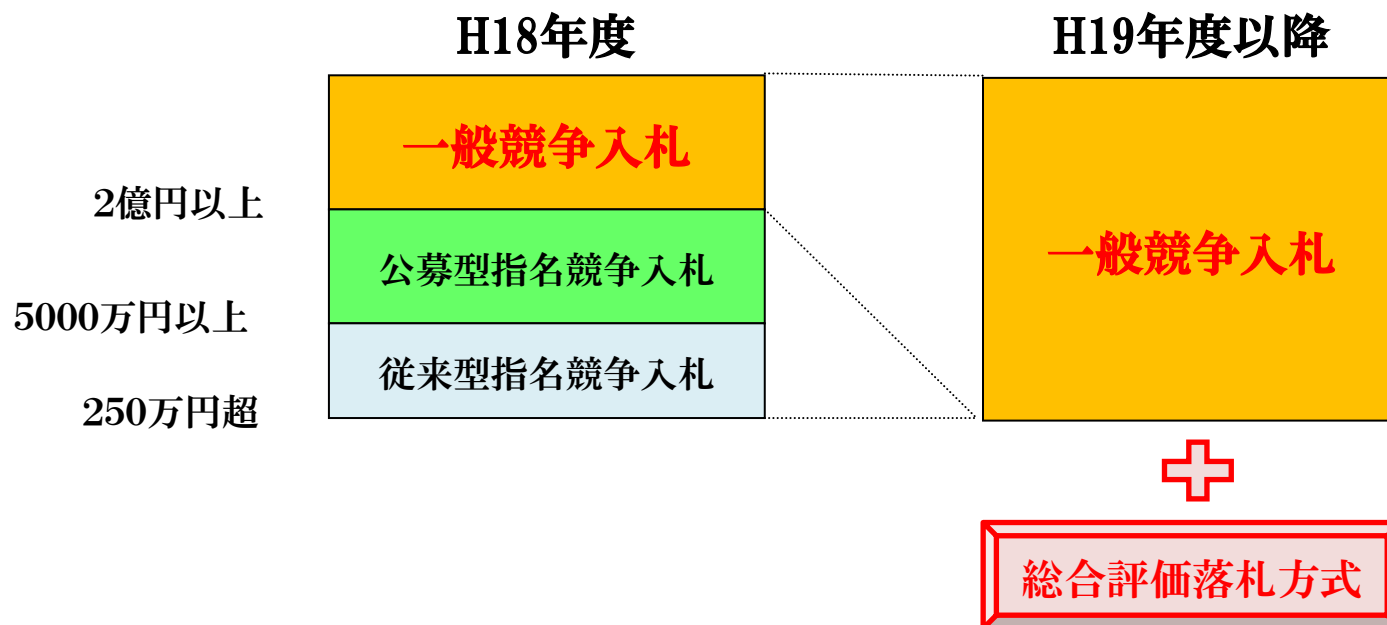 H18年度
H19年度以降
一般競争入札
2億円以上
公募型指名競争入札
一般競争入札
5000万円以上
従来型指名競争入札
250万円超
総合評価落札方式